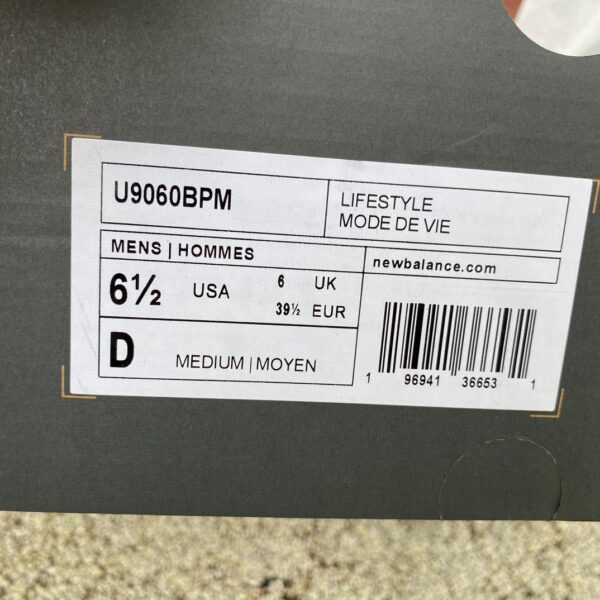 U9060BPM
LIFESTYLE
MODE DE VIE
MENS | HOMMES
6½ USA
6 UK
39½ EUR
D MEDIUM | MOYEN
newbalance.com
1 96941 36653 1